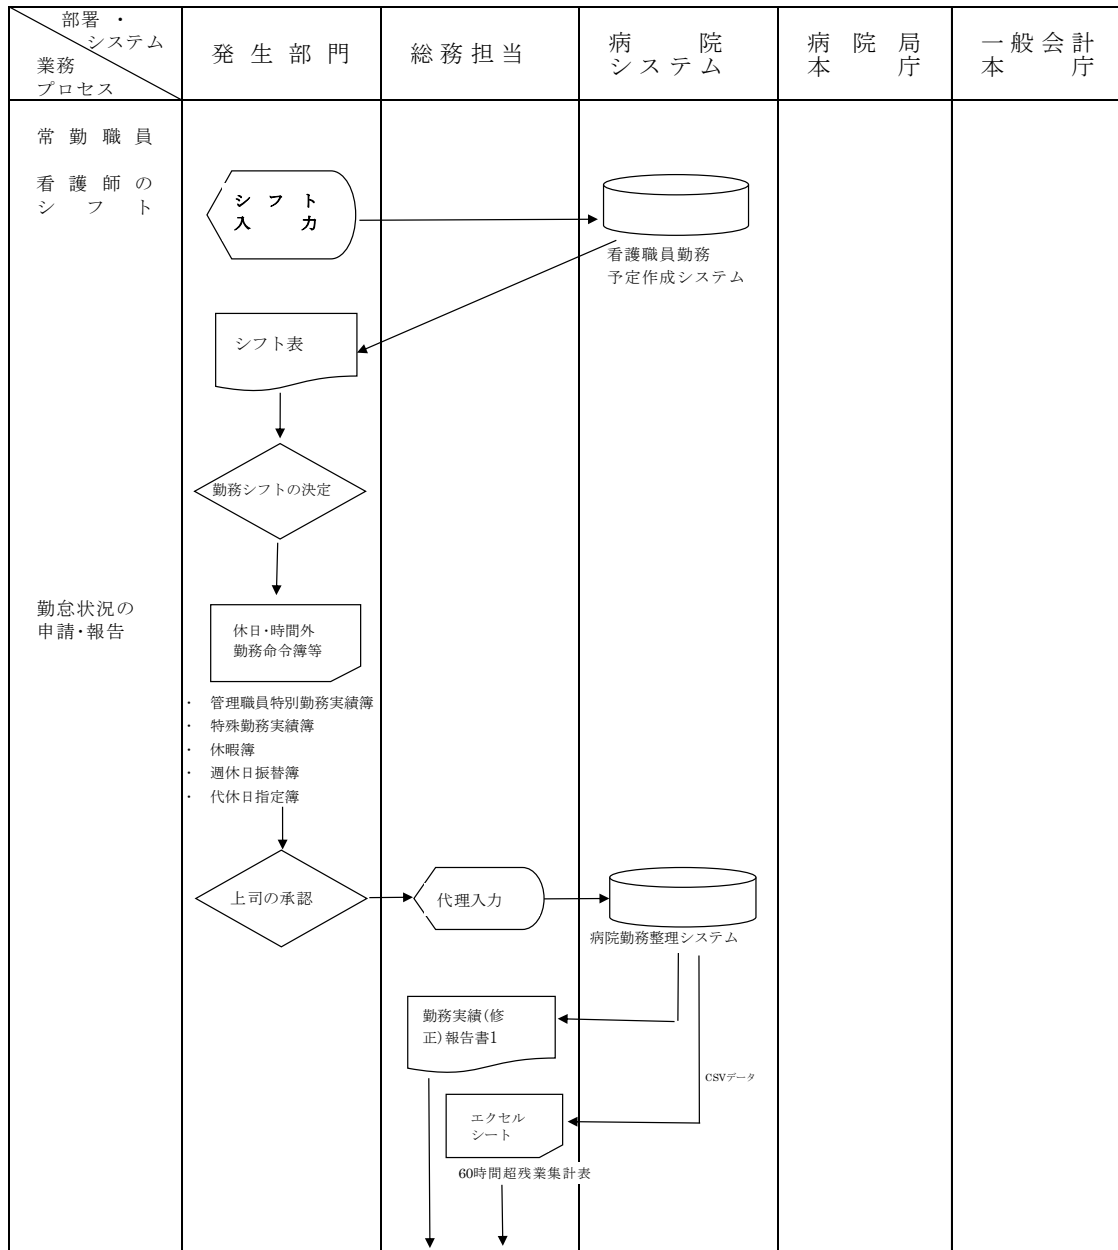 部署・
システム
業務
プロセス
発生部門
総務担当
病院
システム
病院局
本庁
一般会計
本庁
常勤職員
看護師の
シフト
シフト
入力
看護職員勤務
予定作成システム
シフト表
勤務シフトの決定
勤怠状況の
申請・報告
休日・時間外
勤務命令簿等
・ 管理職員特別勤務実績簿
・ 特殊勤務実績簿
・ 休暇簿
・ 週休日振替簿
・ 代休日指定簿
上司の承認
代理入力
病院勤務整理システム
勤務実績(修
正)報告書1
CSVデータ
エクセル
シート
60時間超残業集計表